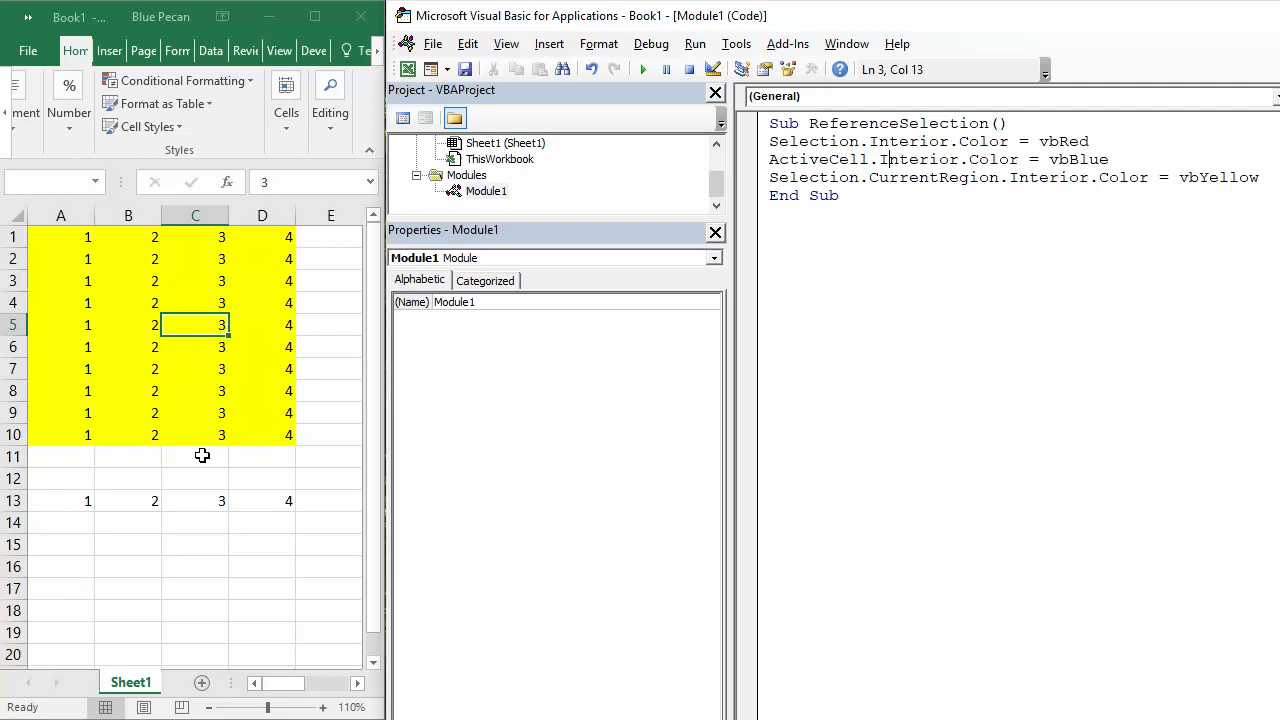 Book1 -...
Blue Pecan
File
Hom
Inser
Page
Form
Data
Revie
View
Deve
Te
ment
Number
Conditional Formatting
Format as Table
Cell Styles
Styles
Cells
Editing
fx
3
A B C D E
1 1 2 3 4
2 1 2 3 4
3 1 2 3 4
4 1 2 3 4
5 1 2 3 4
6 1 2 3 4
7 1 2 3 4
8 1 2 3 4
9 1 2 3 4
10 1 2 3 4
11
12
13 1 2 3 4
14
15
16
17
18
19
20
Sheet1
Ready
110%
Microsoft Visual Basic for Applications - Book1 - [Module1 (Code)]
File Edit View Insert Format Debug Run Tools Add-Ins Window Help
Ln 3, Col 13
Project - VBAProject
Sheet1 (Sheet1)
ThisWorkbook
Modules
Module1
Properties - Module1
Module1 Module
Alphabetic Categorized
(Name) Module1
(General)
Sub ReferenceSelection()
Selection.Interior.Color = vbRed
ActiveCell.Interior.Color = vbBlue
Selection.CurrentRegion.Interior.Color = vbYellow
End Sub